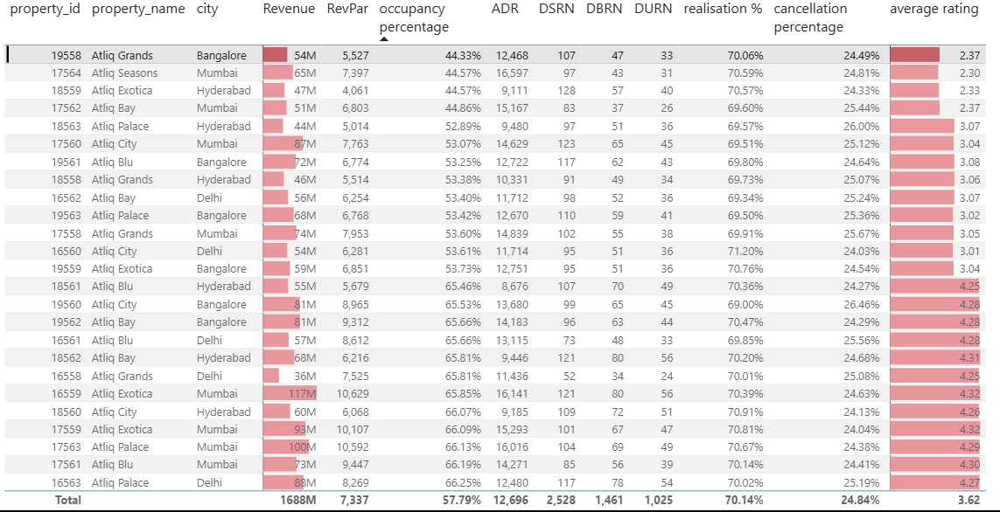 property_id property_name city Revenue RevPar occupancy percentage ADR DSRN DBRN DURN realisation % cancellation percentage average rating
19558 Atliq Grands Bangalore 54M 5,527 44.33% 12,468 107 47 33 70.06% 24.49% 2.37
17564 Atliq Seasons Mumbai 65M 7,397 44.57% 16,597 97 43 31 70.59% 24.81% 2.30
18559 Atliq Exotica Hyderabad 47M 4,061 44.57% 9,111 128 57 40 70.57% 24.33% 2.33
17562 Atliq Bay Mumbai 51M 6,803 44.86% 15,167 83 37 26 69.60% 25.44% 2.37
18563 Atliq Palace Hyderabad 44M 5,014 52.89% 9,480 97 51 36 69.57% 26.00% 3.07
17560 Atliq City Mumbai 87M 7,763 53.07% 14,629 123 65 45 69.51% 25.12% 3.04
19561 Atliq Blu Bangalore 72M 6,774 53.25% 12,722 117 62 43 69.80% 24.64% 3.08
18558 Atliq Grands Hyderabad 46M 5,514 53.38% 10,331 91 49 34 69.73% 25.07% 3.06
16562 Atliq Bay Delhi 56M 6,254 53.40% 11,712 98 52 36 69.34% 25.24% 3.07
19563 Atliq Palace Bangalore 68M 6,768 53.42% 12,670 110 59 41 69.50% 25.36% 3.02
17558 Atliq Grands Mumbai 74M 7,953 53.60% 14,839 102 55 38 69.91% 25.67% 3.05
16560 Atliq City Delhi 54M 6,281 53.61% 11,714 95 51 36 71.20% 24.03% 3.01
19559 Atliq Exotica Bangalore 59M 6,851 53.73% 12,751 95 51 36 70.76% 24.54% 3.04
18561 Atliq Blu Hyderabad 55M 5,679 65.46% 8,676 107 70 49 70.36% 24.27% 4.25
19560 Atliq City Bangalore 81M 8,965 65.53% 13,680 99 65 45 69.00% 26.46% 4.28
19562 Atliq Bay Bangalore 81M 9,312 65.66% 14,183 96 63 44 70.47% 24.29% 4.28
16561 Atliq Blu Delhi 57M 8,612 65.66% 13,115 73 48 33 69.85% 25.56% 4.28
18562 Atliq Bay Hyderabad 68M 6,216 65.81% 9,446 121 80 56 70.20% 24.68% 4.31
16558 Atliq Grands Delhi 36M 7,525 65.81% 11,436 52 34 24 70.01% 25.08% 4.25
16559 Atliq Exotica Mumbai 117M 10,629 65.85% 16,141 121 80 56 70.39% 24.63% 4.32
18560 Atliq City Hyderabad 60M 6,068 66.07% 9,185 109 72 51 70.91% 24.13% 4.26
17559 Atliq Exotica Mumbai 93M 10,107 66.09% 15,293 101 67 47 70.81% 24.04% 4.32
17563 Atliq Palace Mumbai 100M 10,592 66.13% 16,016 104 69 49 70.67% 24.38% 4.29
17561 Atliq Blu Mumbai 73M 9,447 66.19% 14,271 85 56 39 70.14% 24.41% 4.30
16563 Atliq Palace Delhi 88M 8,269 66.25% 12,480 117 78 54 70.02% 25.19% 4.27
Total 1688M 7,337 57.79% 12,696 2,528 1,461 1,025 70.14% 24.84% 3.62